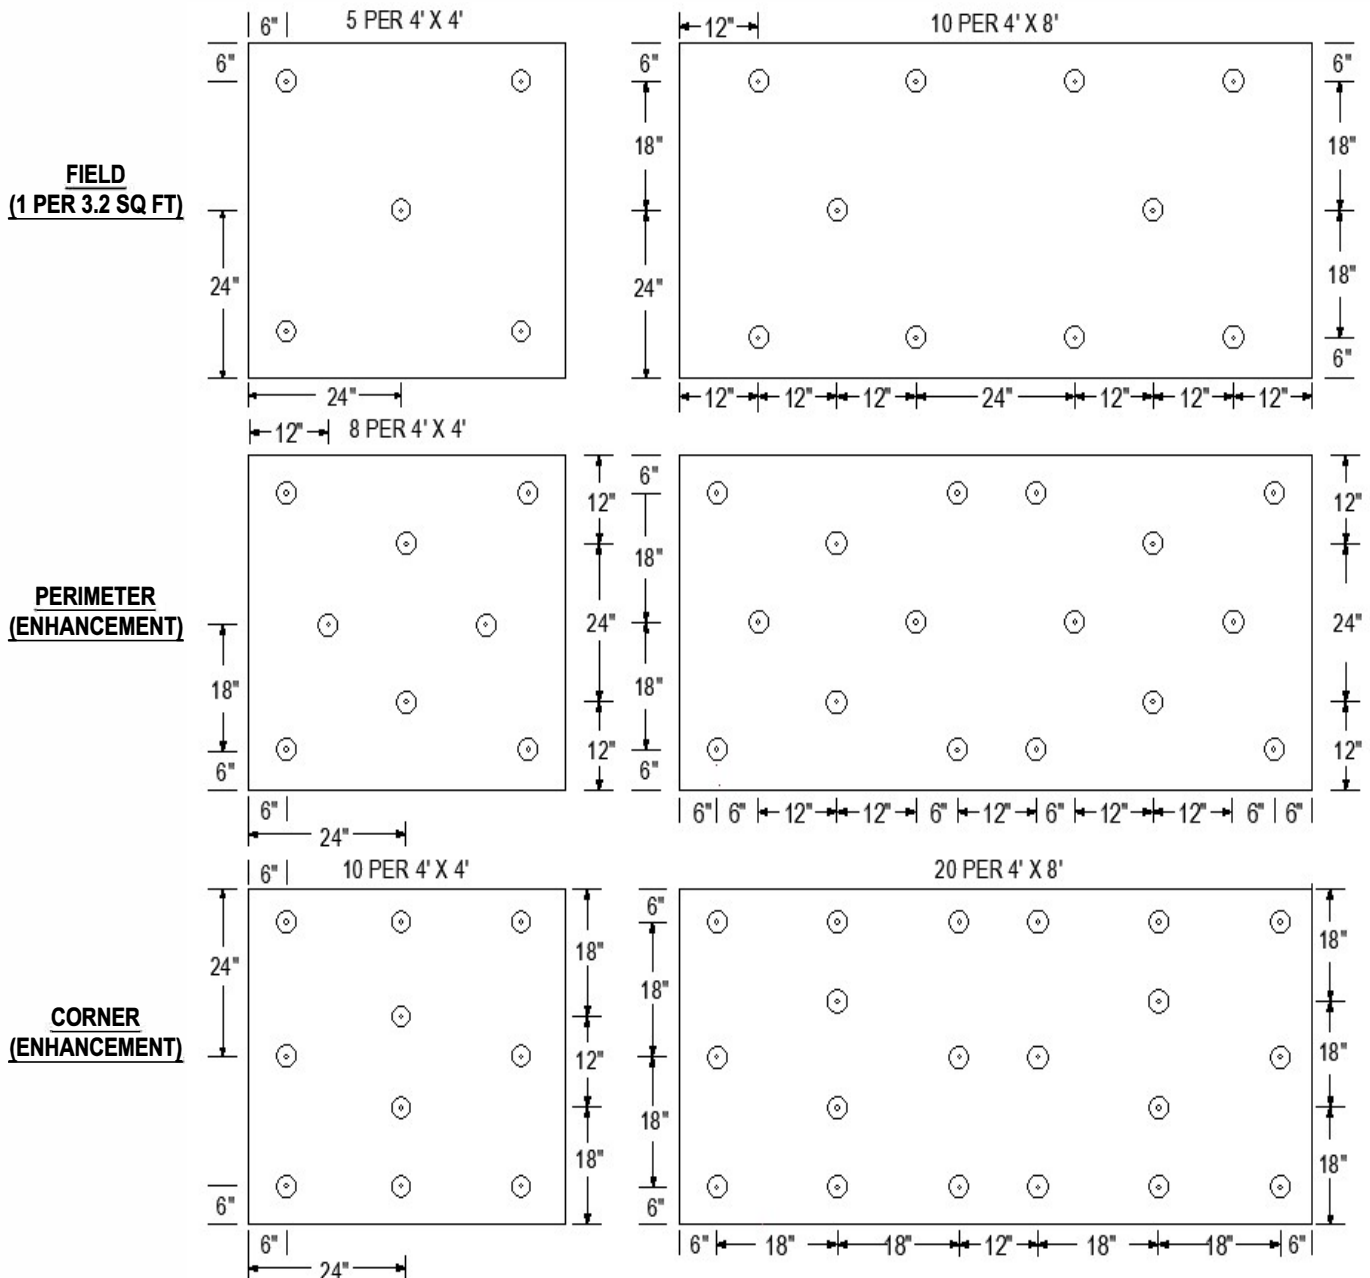 6" 5 PER 4' X 4' 12" 10 PER 4' X 8'
6" 6"
18" 18"
FIELD
(1 PER 3.2 SQ FT)
24" 24" 18"
6"
24" 12" 12" 12" 24" 12" 12" 12"
12" 8 PER 4' X 4'
6"
12" 12"
18"
PERIMETER
(ENHANCEMENT)
24" 24"
18" 18"
12" 12"
6" 6"
6" 6" 6" 12" 12" 6" 12" 6" 12" 12" 6" 6"
24"
6" 10 PER 4' X 4' 20 PER 4' X 8'
6"
24" 18" 18"
18"
CORNER
(ENHANCEMENT)
12" 18"
18"
18" 18"
6" 6"
6" 6" 18" 18" 12" 18" 18" 6"
24"